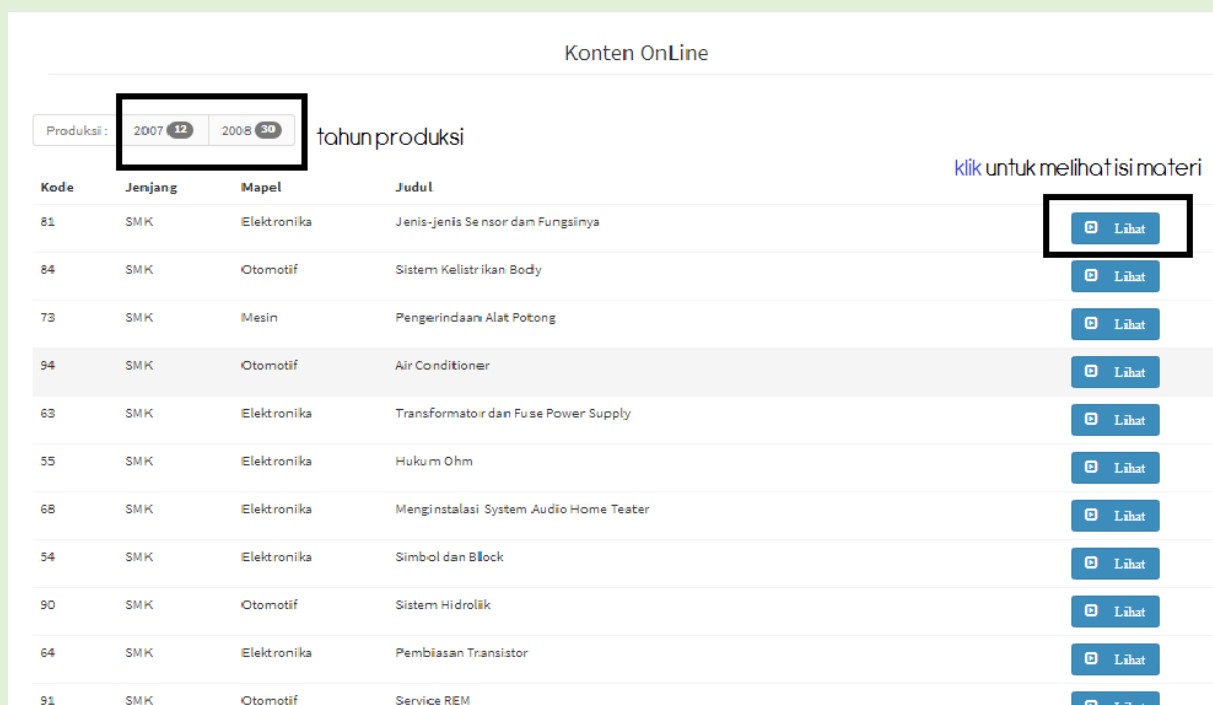 Konten OnLine
Produksi : 2007 12 2008 30 tahun produksi
klik untuk melihat isi materi
Kode Jenjang Mapel Judul
81 SMK Elektronika Jenis-jenis Sensor dan Fungsinya Lihat
84 SMK Otomotif Sistem Kelistrikan Body Lihat
73 SMK Mesin Pengerindaan Alat Potong Lihat
94 SMK Otomotif Air Conditioner Lihat
63 SMK Elektronika Transformator dan Fuse Power Supply Lihat
55 SMK Elektronika Hukum Ohm Lihat
68 SMK Elektronika Menginstalasi System Audio Home Teater Lihat
54 SMK Elektronika Simbol dan Block Lihat
90 SMK Otomotif Sistem Hidrolik Lihat
64 SMK Elektronika Pembiasan Transistor Lihat
91 SMK Otomotif Service REM Lihat